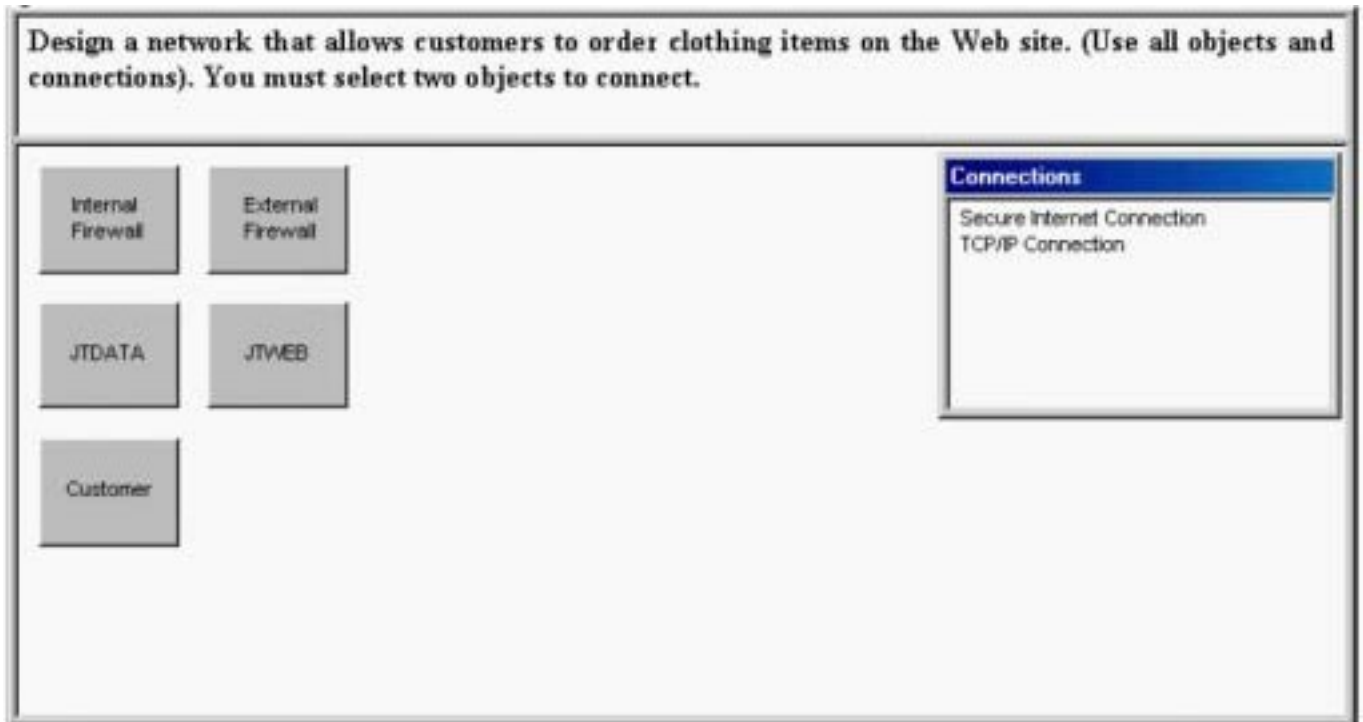 Design a network that allows customers to order clothing items on the Web site. (Use all objects and
connections). You must select two objects to connect.
Internal
Firewall
External
Firewall
Connections
Secure Internet Connection
TCP/IP Connection
JTDATA
JTWEB
Customer